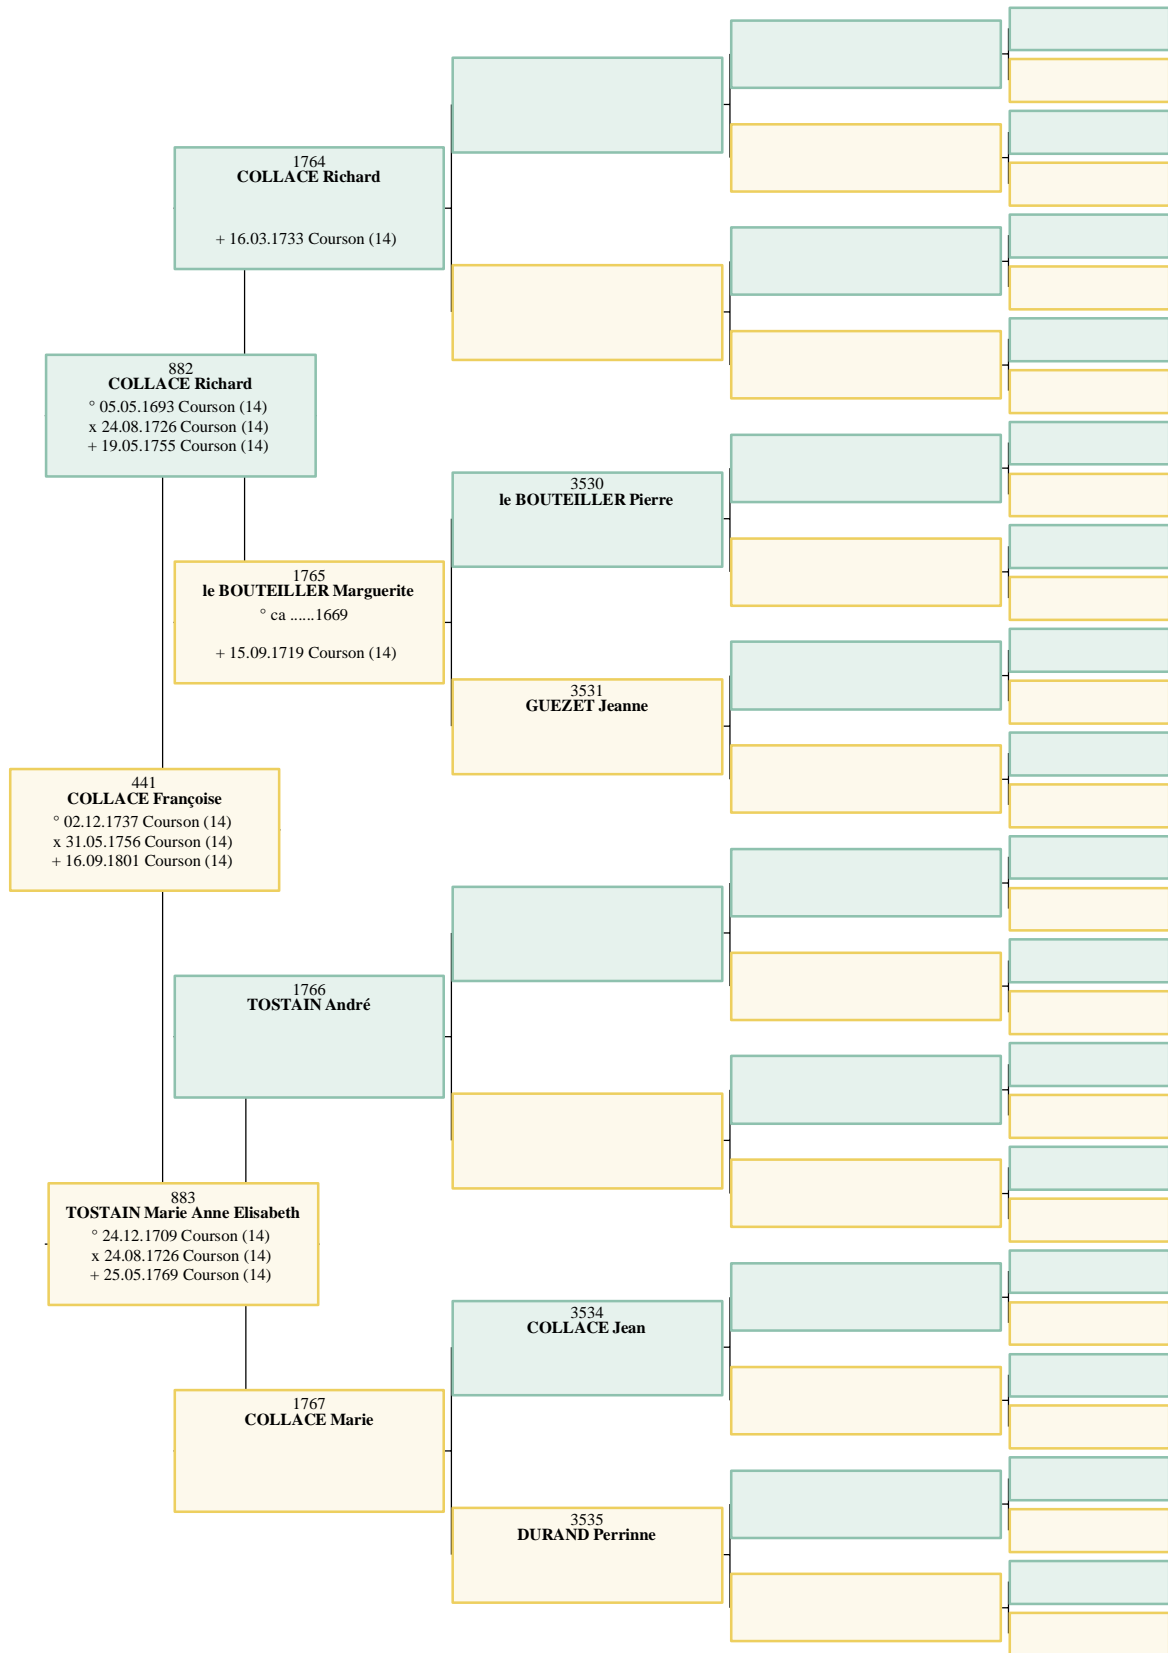 1764
COLLACE Richard
+ 16.03.1733 Courson (14)
882
COLLACE Richard
° 05.05.1693 Courson (14)
x 24.08.1726 Courson (14)
+ 19.05.1755 Courson (14)
3530
le BOUTEILLER Pierre
1765
le BOUTEILLER Marguerite
° ca ......1669
+ 15.09.1719 Courson (14)
3531
GUEZET Jeanne
441
COLLACE Françoise
° 02.12.1737 Courson (14)
x 31.05.1756 Courson (14)
+ 16.09.1801 Courson (14)
1766
TOSTAIN André
883
TOSTAIN Marie Anne Elisabeth
° 24.12.1709 Courson (14)
x 24.08.1726 Courson (14)
+ 25.05.1769 Courson (14)
3534
COLLACE Jean
1767
COLLACE Marie
3535
DURAND Perrinne